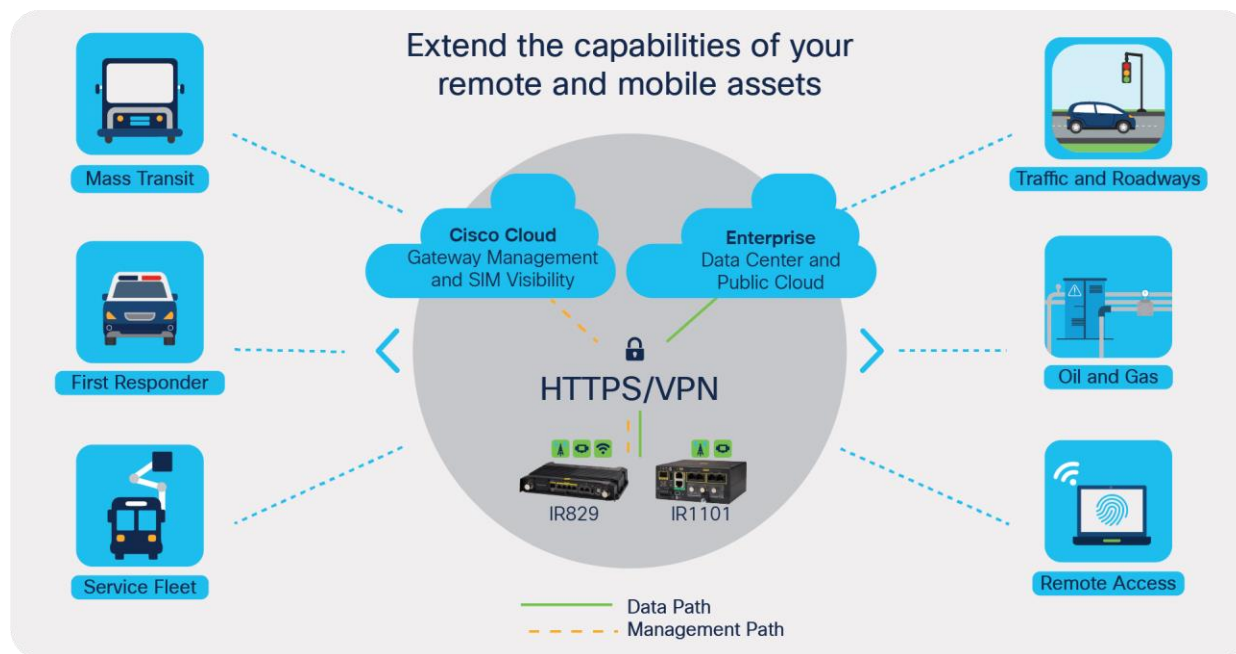 Extend the capabilities of your
remote and mobile assets
Mass Transit
First Responder
Service Fleet
Cisco Cloud
Gateway Management
and SIM Visibility
Enterprise
Data Center and
Public Cloud
HTTPS/VPN
IR829
IR1101
Traffic and Roadways
Oil and Gas
Remote Access
Data Path
Management Path